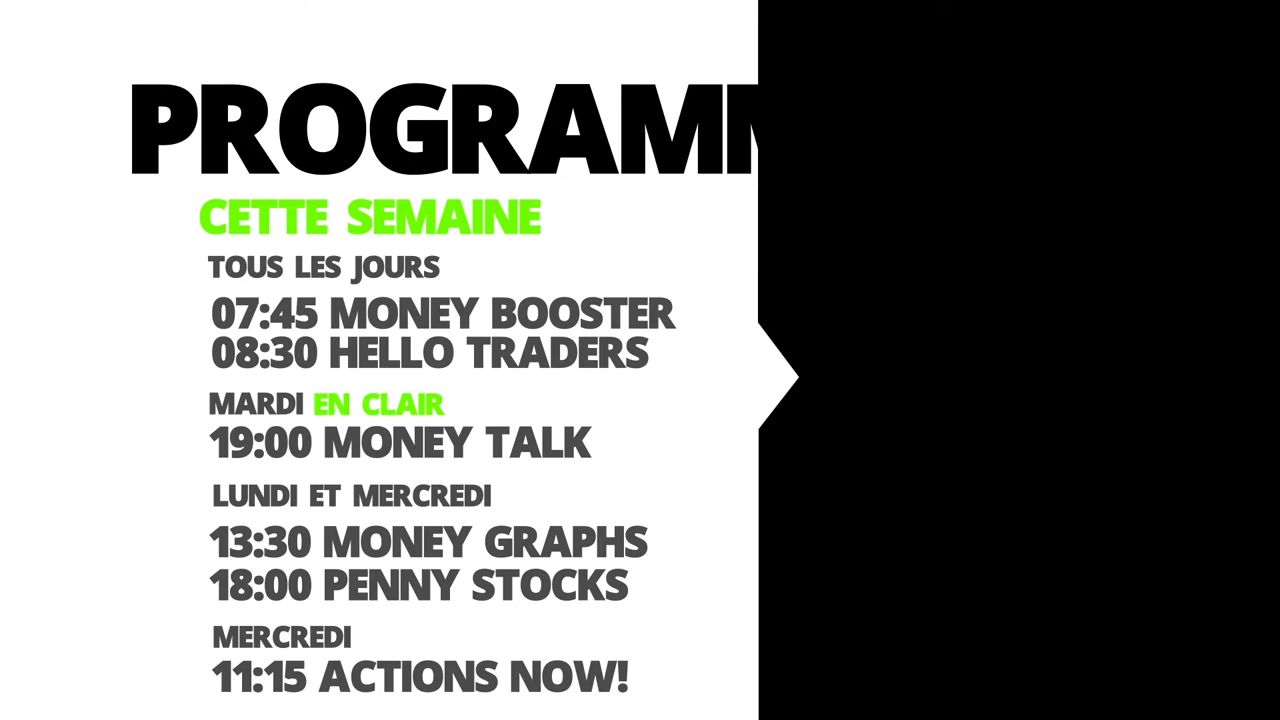 PROGRAMM
CETTE SEMAINE
TOUS LES JOURS
07:45 MONEY BOOSTER
08:30 HELLO TRADERS
MARDI EN CLAIR
19:00 MONEY TALK
LUNDI ET MERCREDI
13:30 MONEY GRAPHS
18:00 PENNY STOCKS
MERCREDI
11:15 ACTIONS NOW!